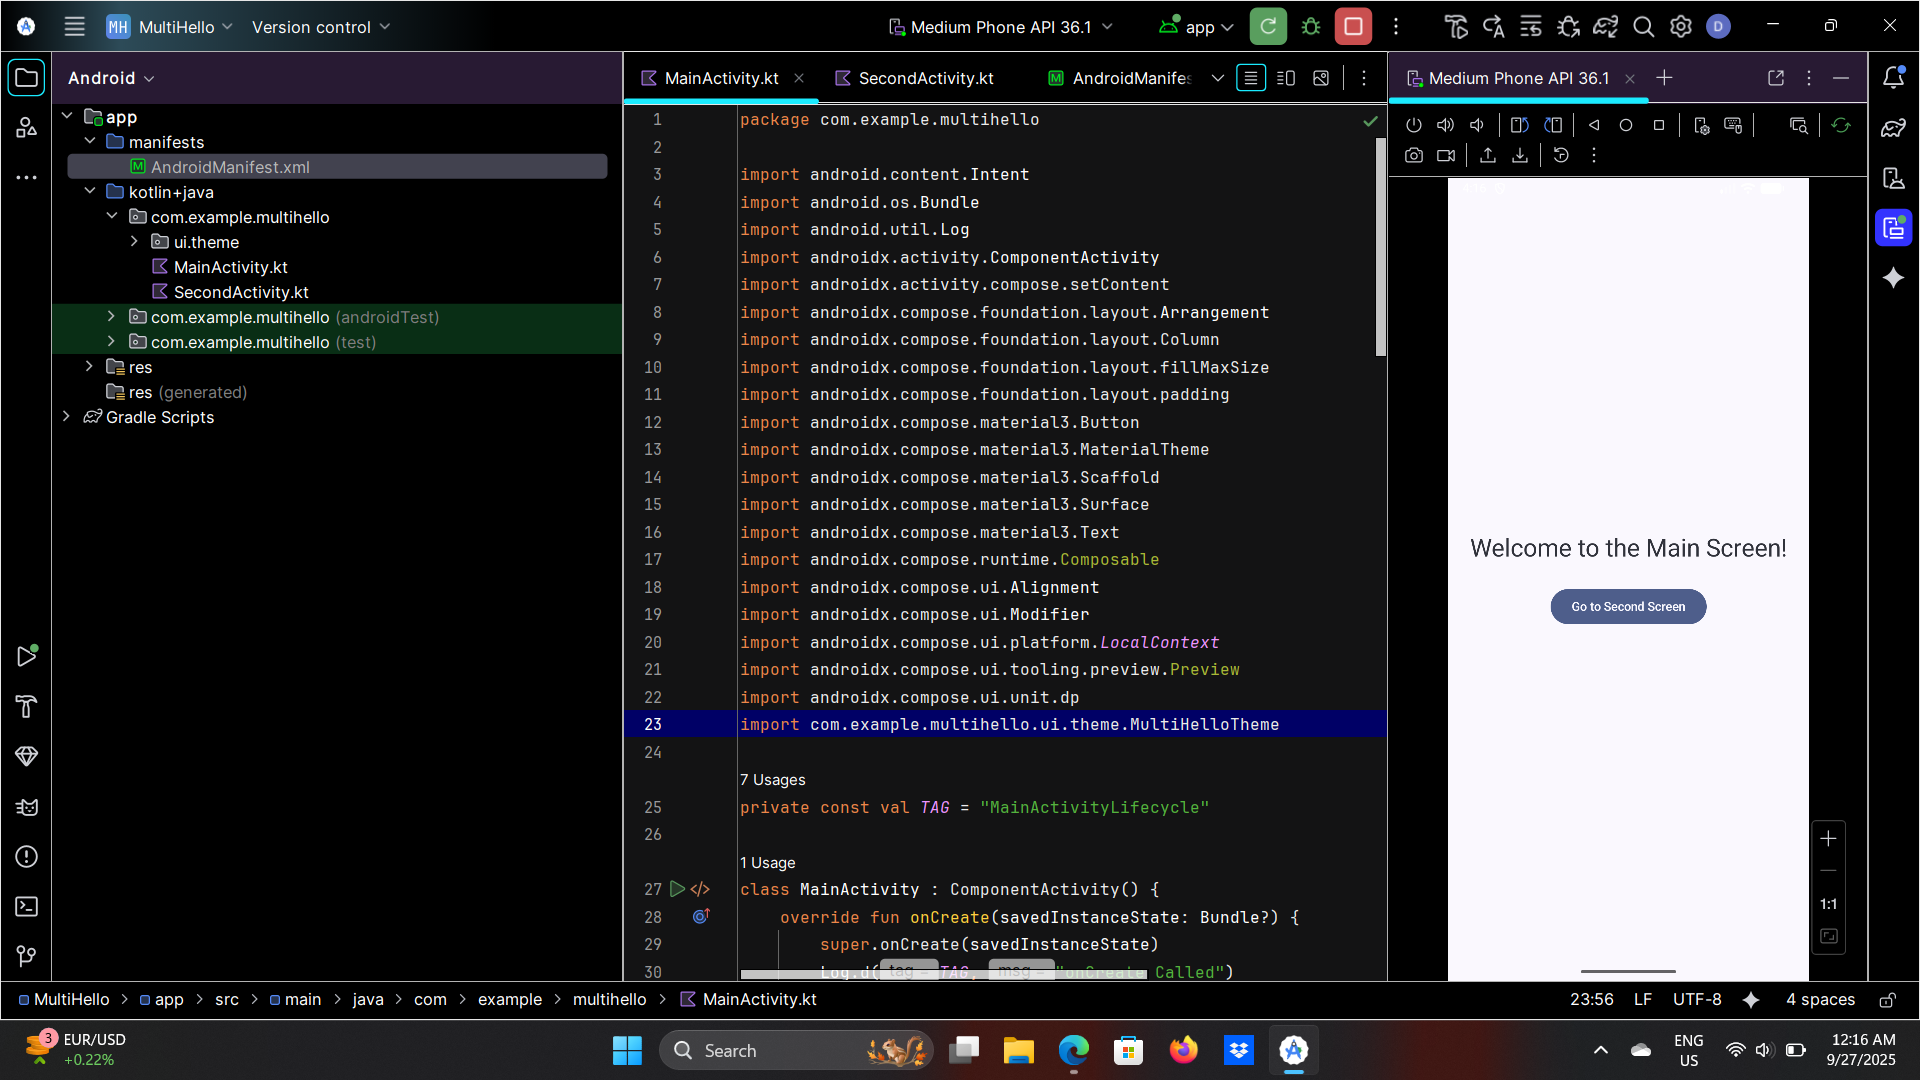 MH MultiHello Version control Medium Phone API 36.1 app D
Android
MainActivity.kt SecondActivity.kt AndroidManifes
Medium Phone API 36.1
app
manifests
AndroidManifest.xml
kotlin+java
com.example.multihello
ui.theme
MainActivity.kt
SecondActivity.kt
com.example.multihello (androidTest)
com.example.multihello (test)
res
res (generated)
Gradle Scripts
1 package com.example.multihello
2
3 import android.content.Intent
4 import android.os.Bundle
5 import android.util.Log
6 import androidx.activity.ComponentActivity
7 import androidx.activity.compose.setContent
8 import androidx.compose.foundation.layout.Arrangement
9 import androidx.compose.foundation.layout.Column
10 import androidx.compose.foundation.layout.fillMaxSize
11 import androidx.compose.foundation.layout.padding
12 import androidx.compose.material3.Button
13 import androidx.compose.material3.MaterialTheme
14 import androidx.compose.material3.Scaffold
15 import androidx.compose.material3.Surface
16 import androidx.compose.material3.Text
17 import androidx.compose.runtime.Composable
18 import androidx.compose.ui.Alignment
19 import androidx.compose.ui.Modifier
20 import androidx.compose.ui.platform.LocalContext
21 import androidx.compose.ui.tooling.preview.Preview
22 import androidx.compose.ui.unit.dp
23 import com.example.multihello.ui.theme.MultiHelloTheme
24
7 Usages
25 private const val TAG = "MainActivityLifecycle"
26
1 Usage
27 class MainActivity : ComponentActivity() {
28 override fun onCreate(savedInstanceState: Bundle?) {
29 super.onCreate(savedInstanceState)
30 Log.d( tag = TAG, msg = "onCreate Called")
Welcome to the Main Screen!
Go to Second Screen
1:1
MultiHello > app > src > main > java > com > example > multihello > MainActivity.kt
23:56 LF UTF-8 4 spaces
3 EUR/USD
+0.22%
Search
ENG
US
12:16 AM
9/27/2025